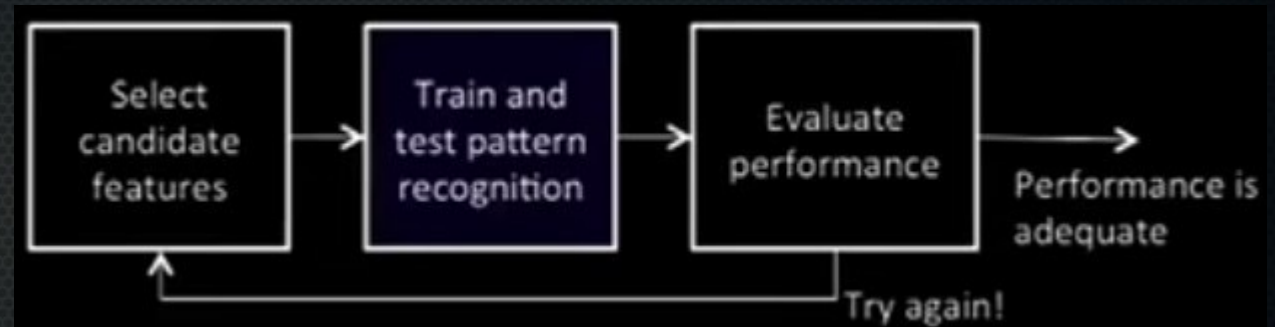 Select
candidate
features
Train and
test pattern
recognition
Evaluate
performance
Performance is
adequate
Try again!